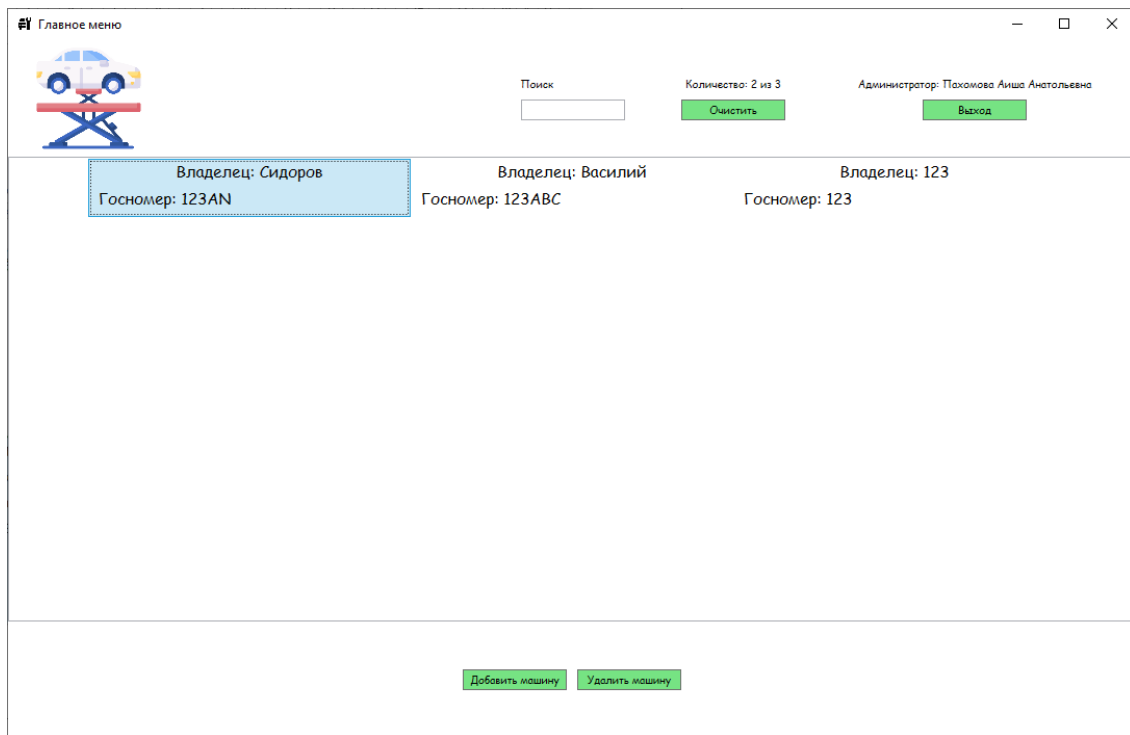 Главное меню
Поиск
Количество: 2 из 3
Администратор: Пахомова Аиша Анатольевна
Очистить
Выход
Владелец: Сидоров
Владелец: Василий
Владелец: 123
Госномер: 123AN
Госномер: 123ABC
Госномер: 123
Добавить машину
Удалить машину